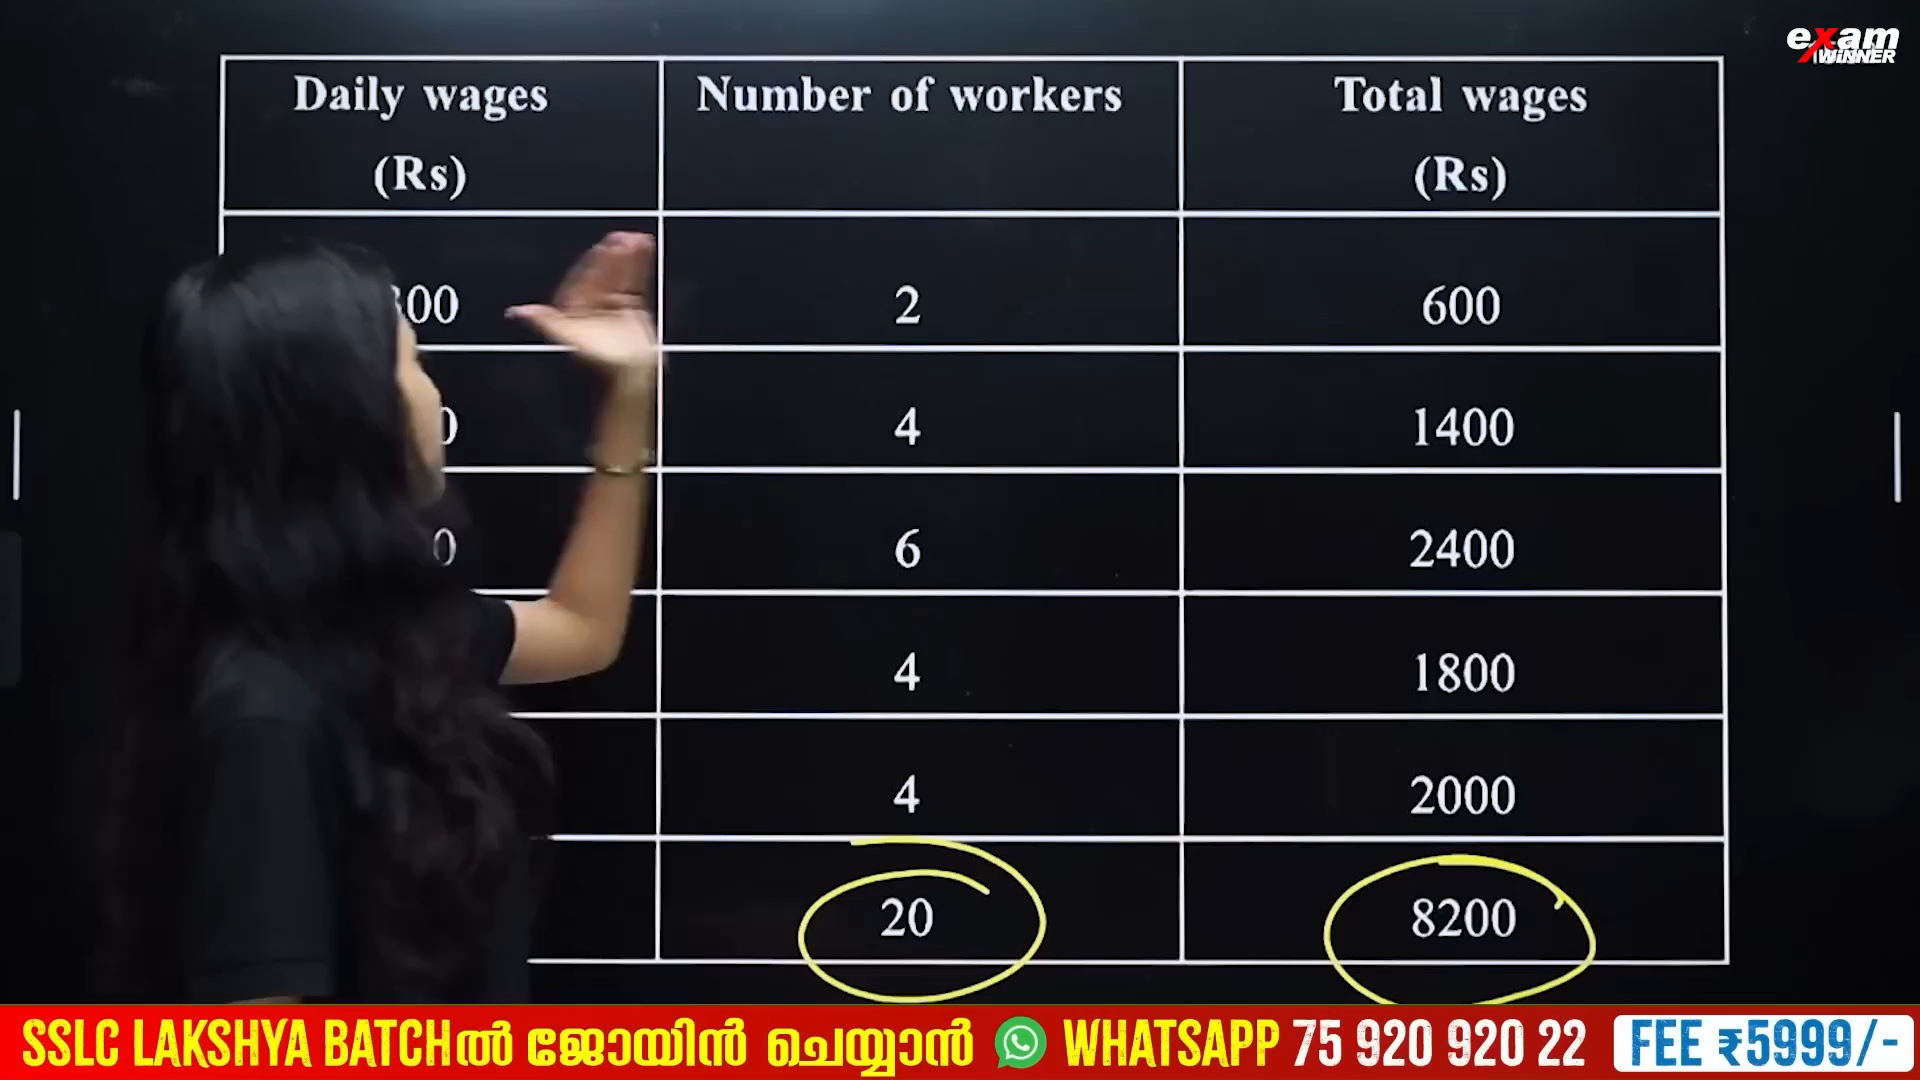 exam
WINNER
Daily wages Number of workers Total wages
(Rs) (Rs)
2 600
4 1400
6 2400
4 1800
4 2000
20 8200
SSLC LAKSHYA BATCHൽ ജോയിൻ ചെയ്യാൻ WHATSAPP 75 920 920 22 FEE ₹5999/-